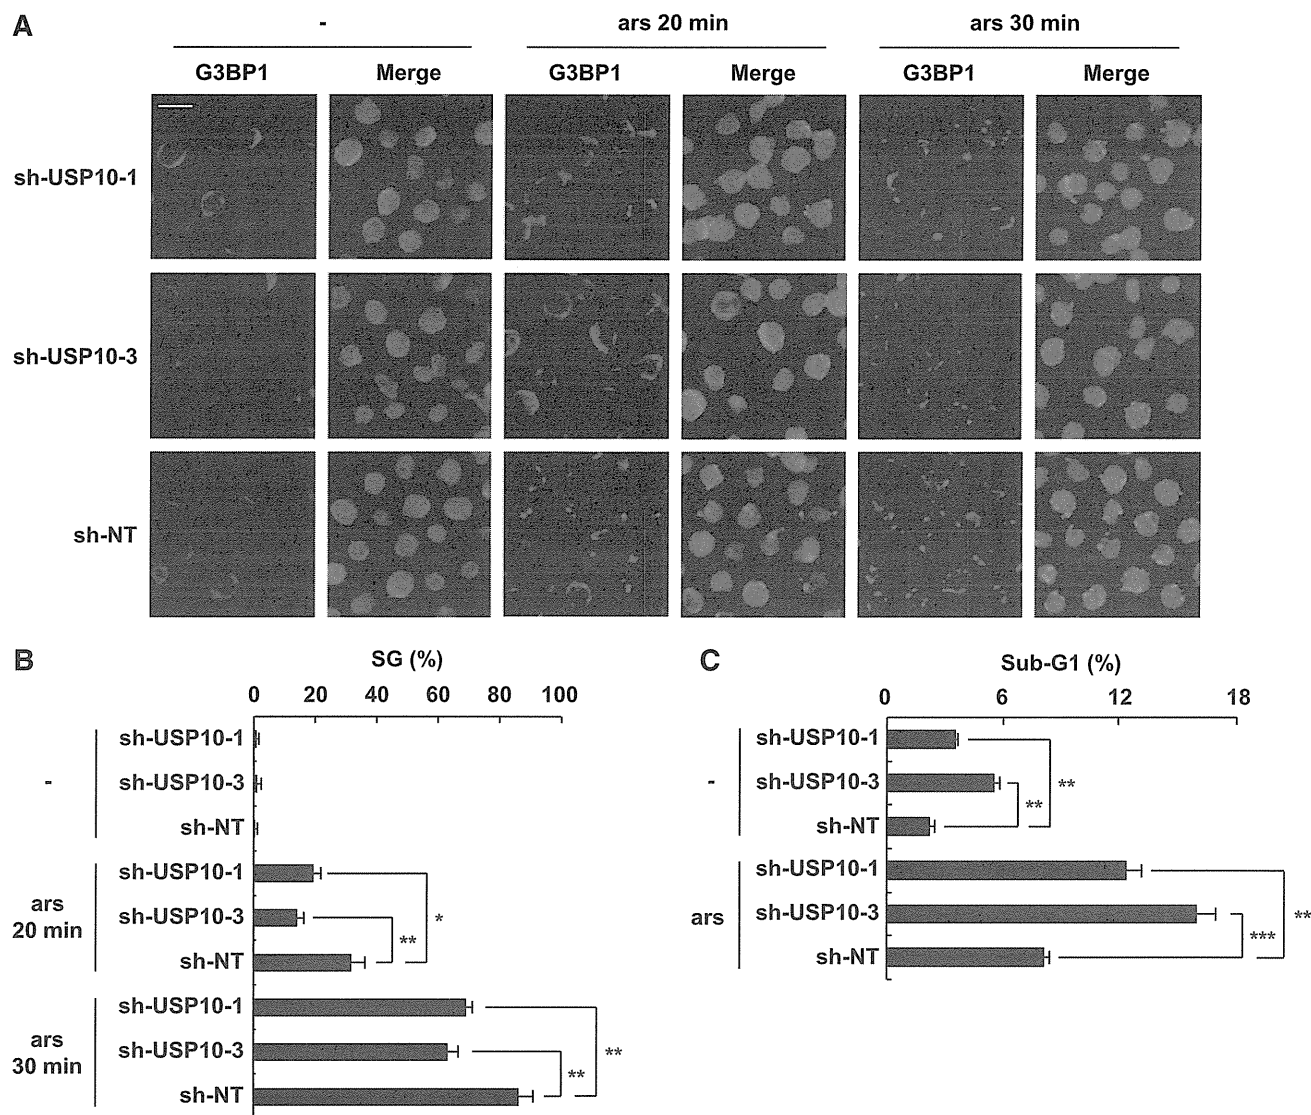 A
- ars 20 min ars 30 min
G3BP1 Merge G3BP1 Merge G3BP1 Merge
sh-USP10-1
sh-USP10-3
sh-NT
B
SG (%)
0 20 40 60 80 100
-
sh-USP10-1
sh-USP10-3
sh-NT
ars
20 min
sh-USP10-1
sh-USP10-3
sh-NT
*
**
ars
30 min
sh-USP10-1
sh-USP10-3
sh-NT
**
**
C
Sub-G1 (%)
0 6 12 18
-
sh-USP10-1
sh-USP10-3
sh-NT
**
**
ars
sh-USP10-1
sh-USP10-3
sh-NT
**
***